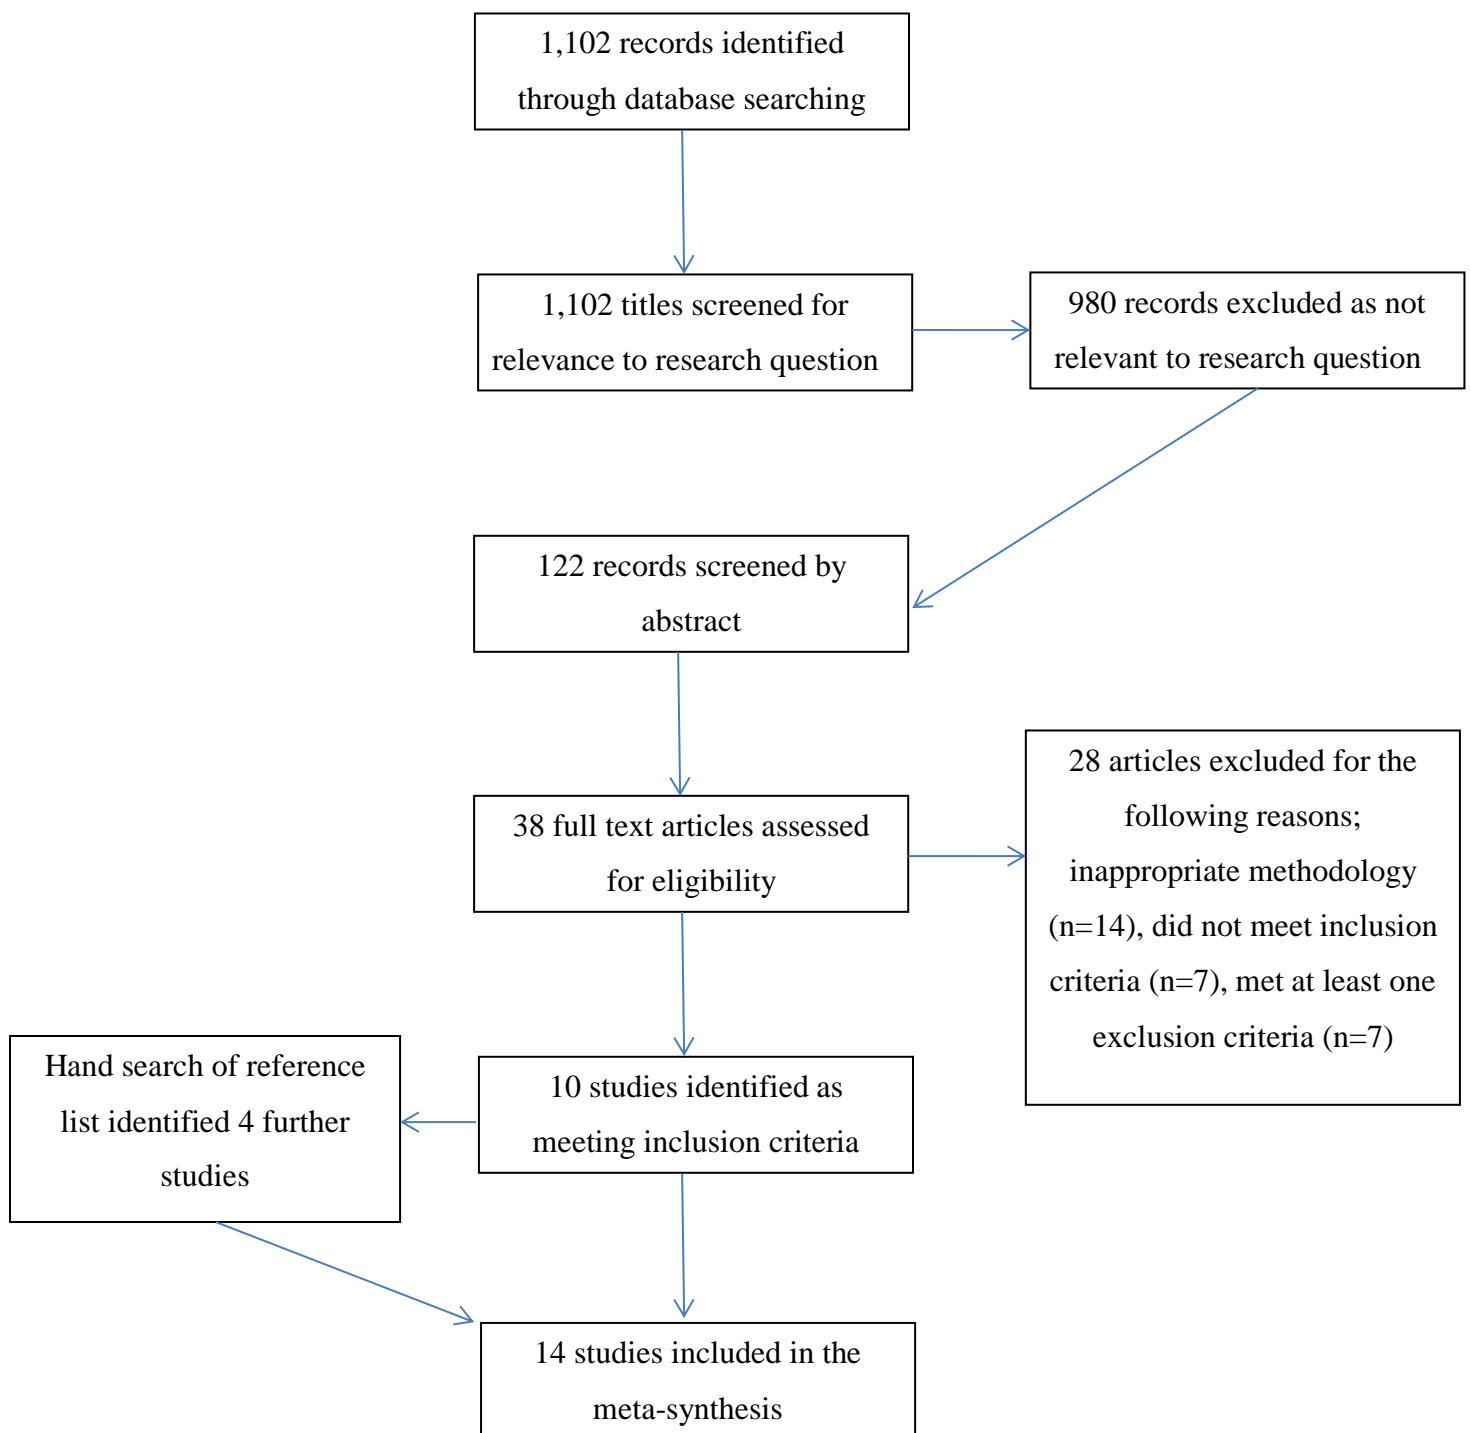 1,102 records identified
through database searching
1,102 titles screened for
relevance to research question
980 records excluded as not
relevant to research question
122 records screened by
abstract
38 full text articles assessed
for eligibility
28 articles excluded for the
following reasons;
inappropriate methodology
(n=14), did not meet inclusion
criteria (n=7), met at least one
exclusion criteria (n=7)
10 studies identified as
meeting inclusion criteria
Hand search of reference
list identified 4 further
studies
14 studies included in the
meta-synthesis